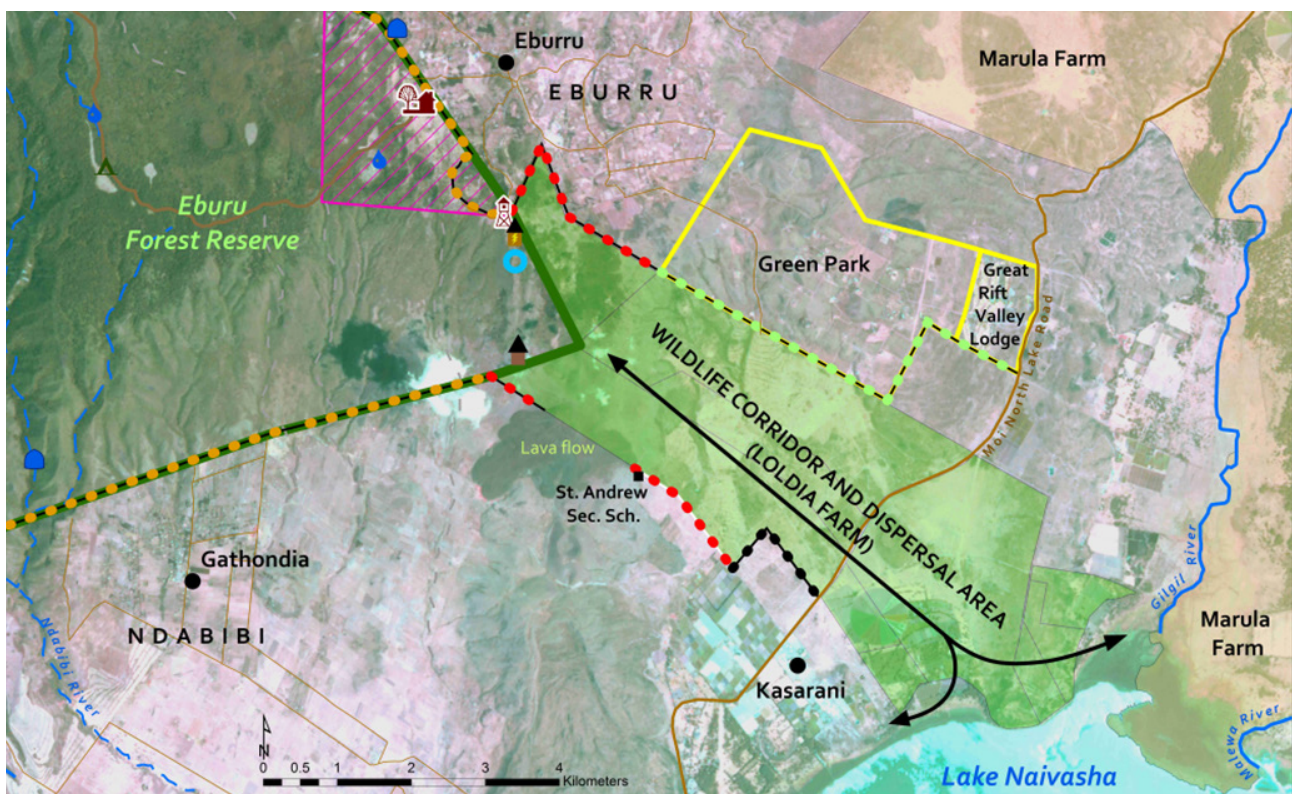 Eburru
EBURRU
Marula Farm
Eburu
Forest Reserve
Green Park
Great
Rift
Valley
Lodge
Moi North Lake Road
WILDLIFE CORRIDOR AND DISPERSAL AREA
(LOLDIA FARM)
Lava flow
St. Andrew
Sec. Sch.
Gathondia
NDABIBI
Ndabibi River
Kasarani
Gilgil River
Marula
Farm
Malewa River
Lake Naivasha
N
0 0.5 1 2 3 4
Kilometers